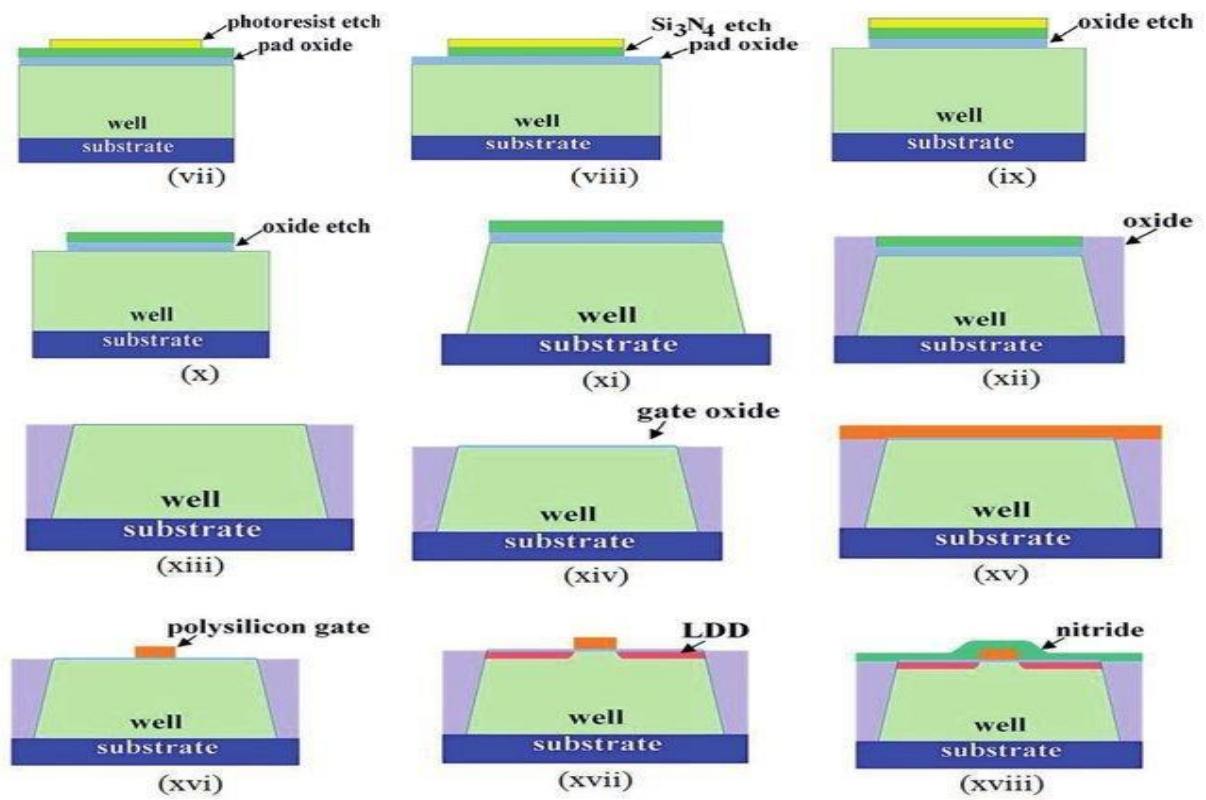 photoresist etch
pad oxide
well
substrate
(vii)
Si3N4 etch
pad oxide
well
substrate
(viii)
oxide etch
well
substrate
(ix)
oxide etch
well
substrate
(x)
well
substrate
(xi)
oxide
well
substrate
(xii)
well
substrate
(xiii)
gate oxide
well
substrate
(xiv)
well
substrate
(xv)
polysilicon gate
well
substrate
(xvi)
LDD
well
substrate
(xvii)
nitride
well
substrate
(xviii)